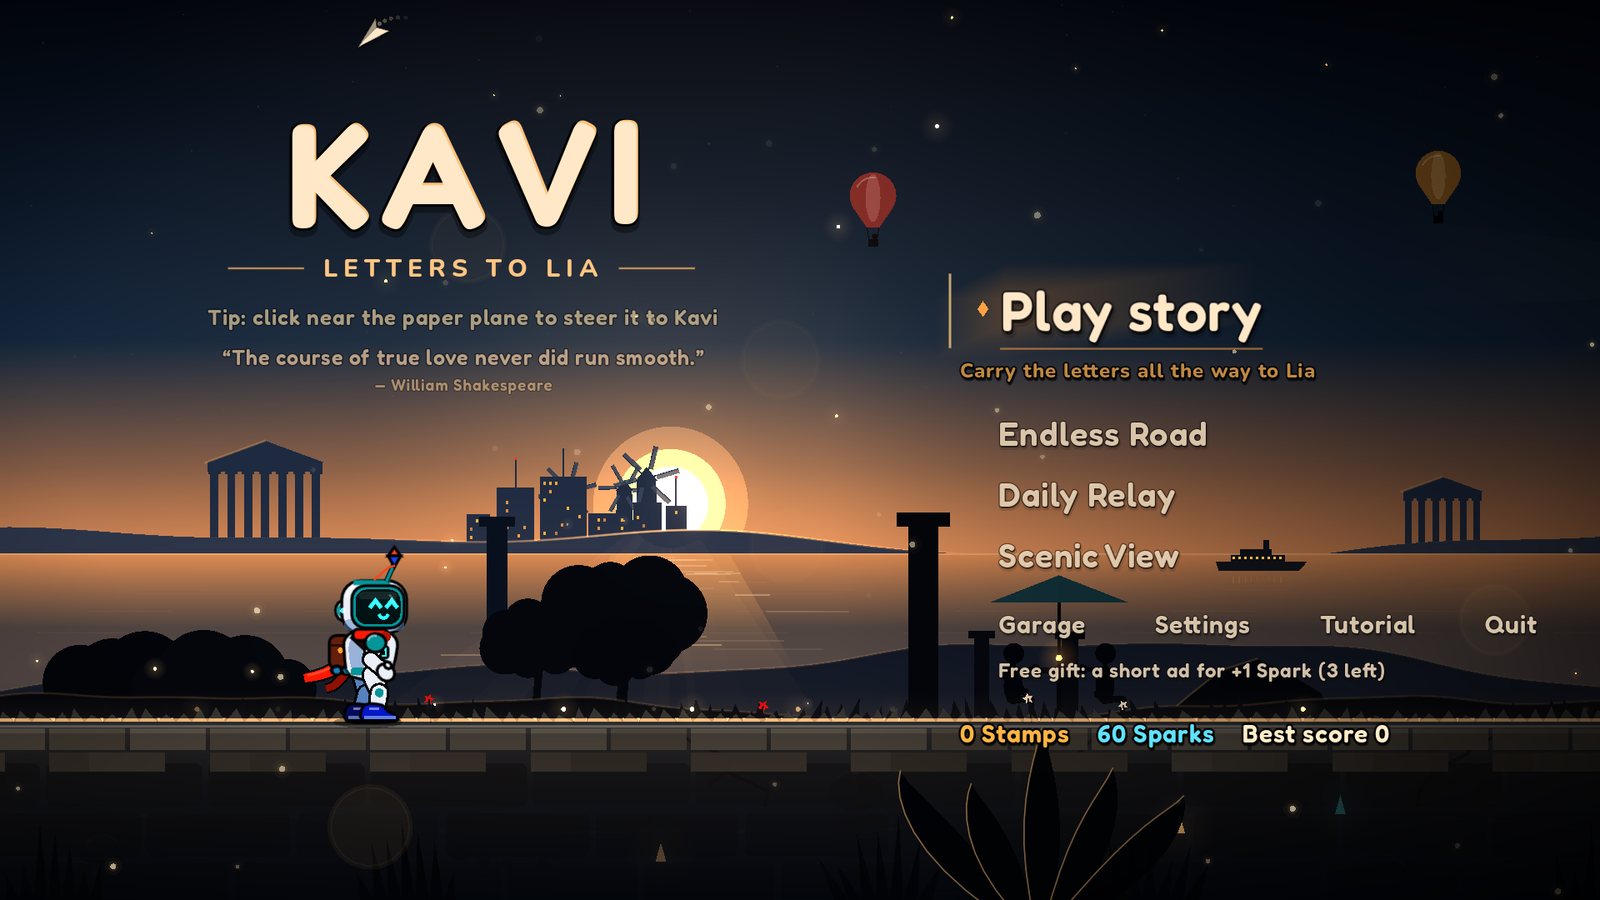 KAVI
LETTERS TO LIA
Tip: click near the paper plane to steer it to Kavi
“The course of true love never did run smooth.”
– William Shakespeare
Play story
Carry the letters all the way to Lia
Endless Road
Daily Relay
Scenic View
Garage Settings Tutorial Quit
Free gift: a short ad for +1 Spark (3 left)
0 Stamps 60 Sparks Best score 0